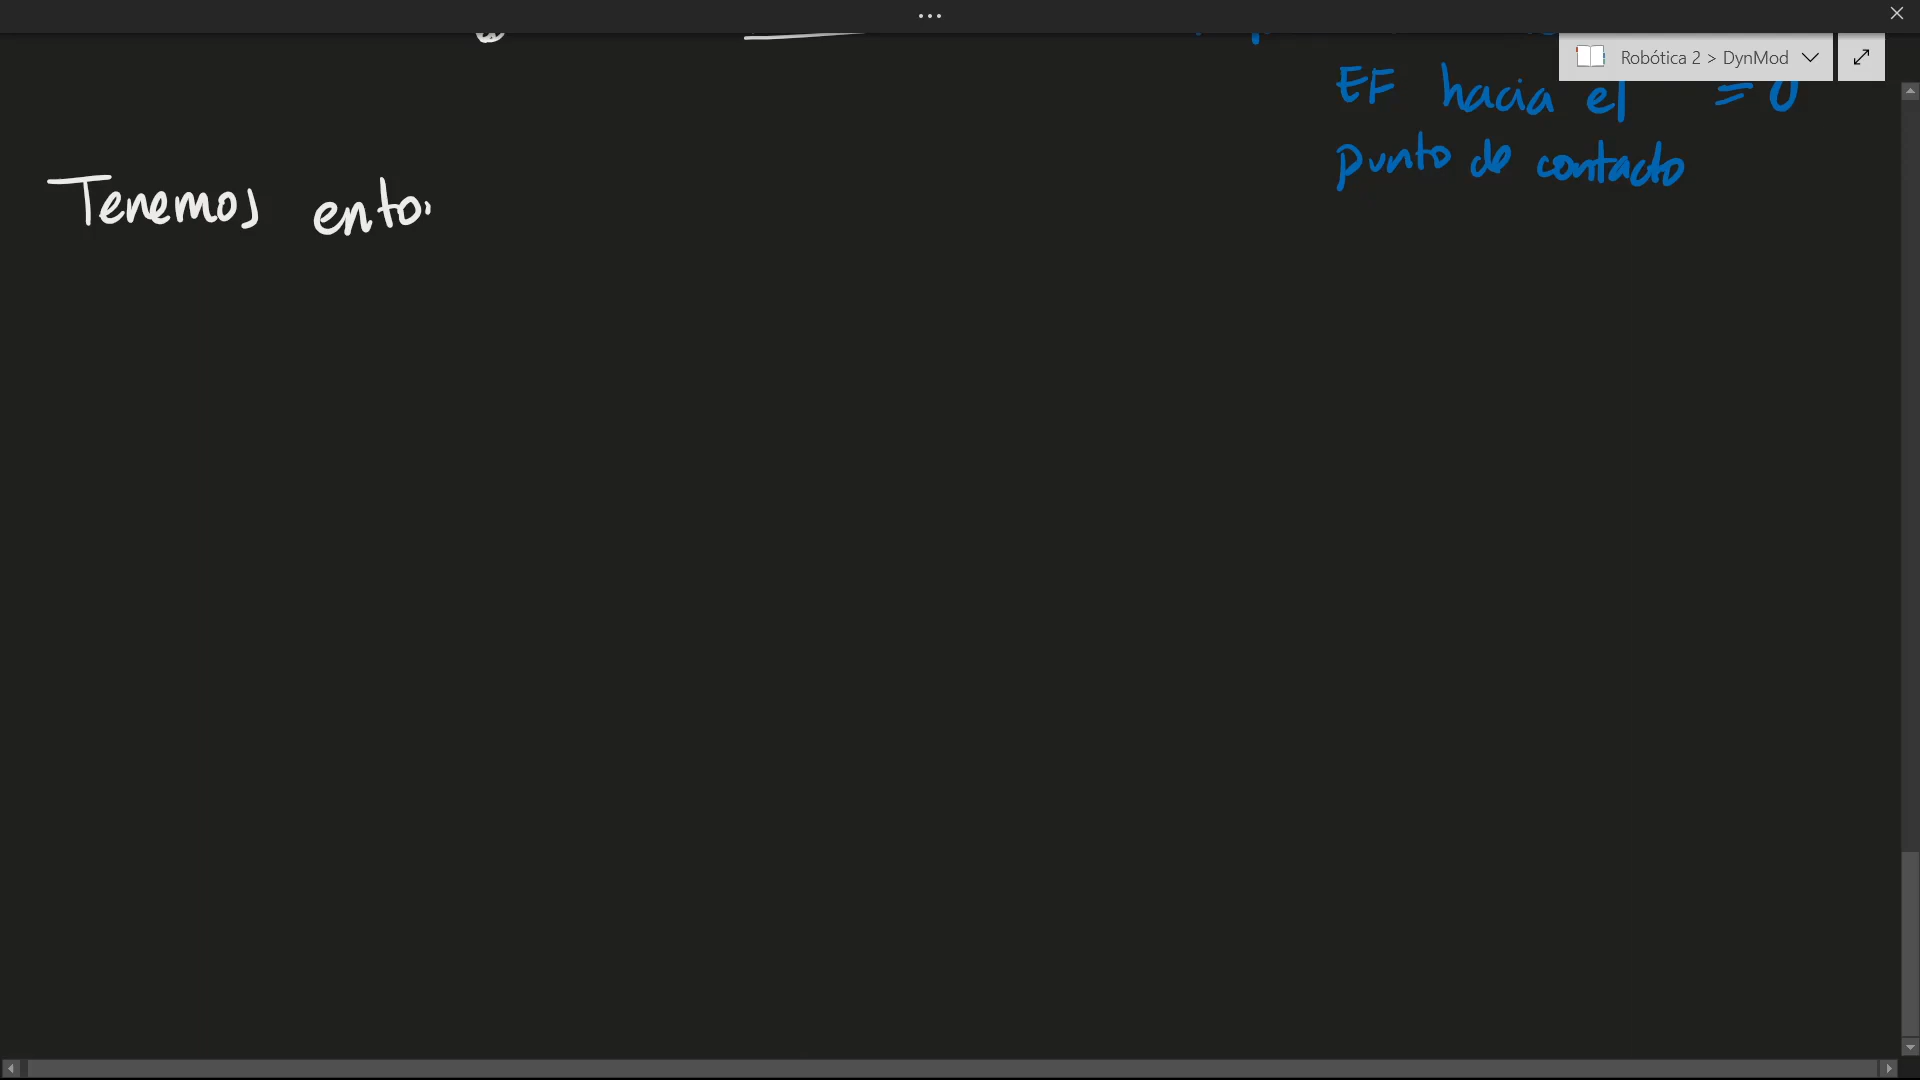 Robótica 2 > DynMod
EF hacia el = 0
punto de contacto
Tenemos ento